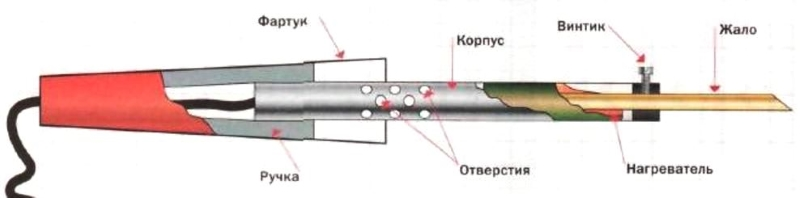 Фартук
Корпус
Винтик
Жало
Ручка
Отверстия
Нагреватель